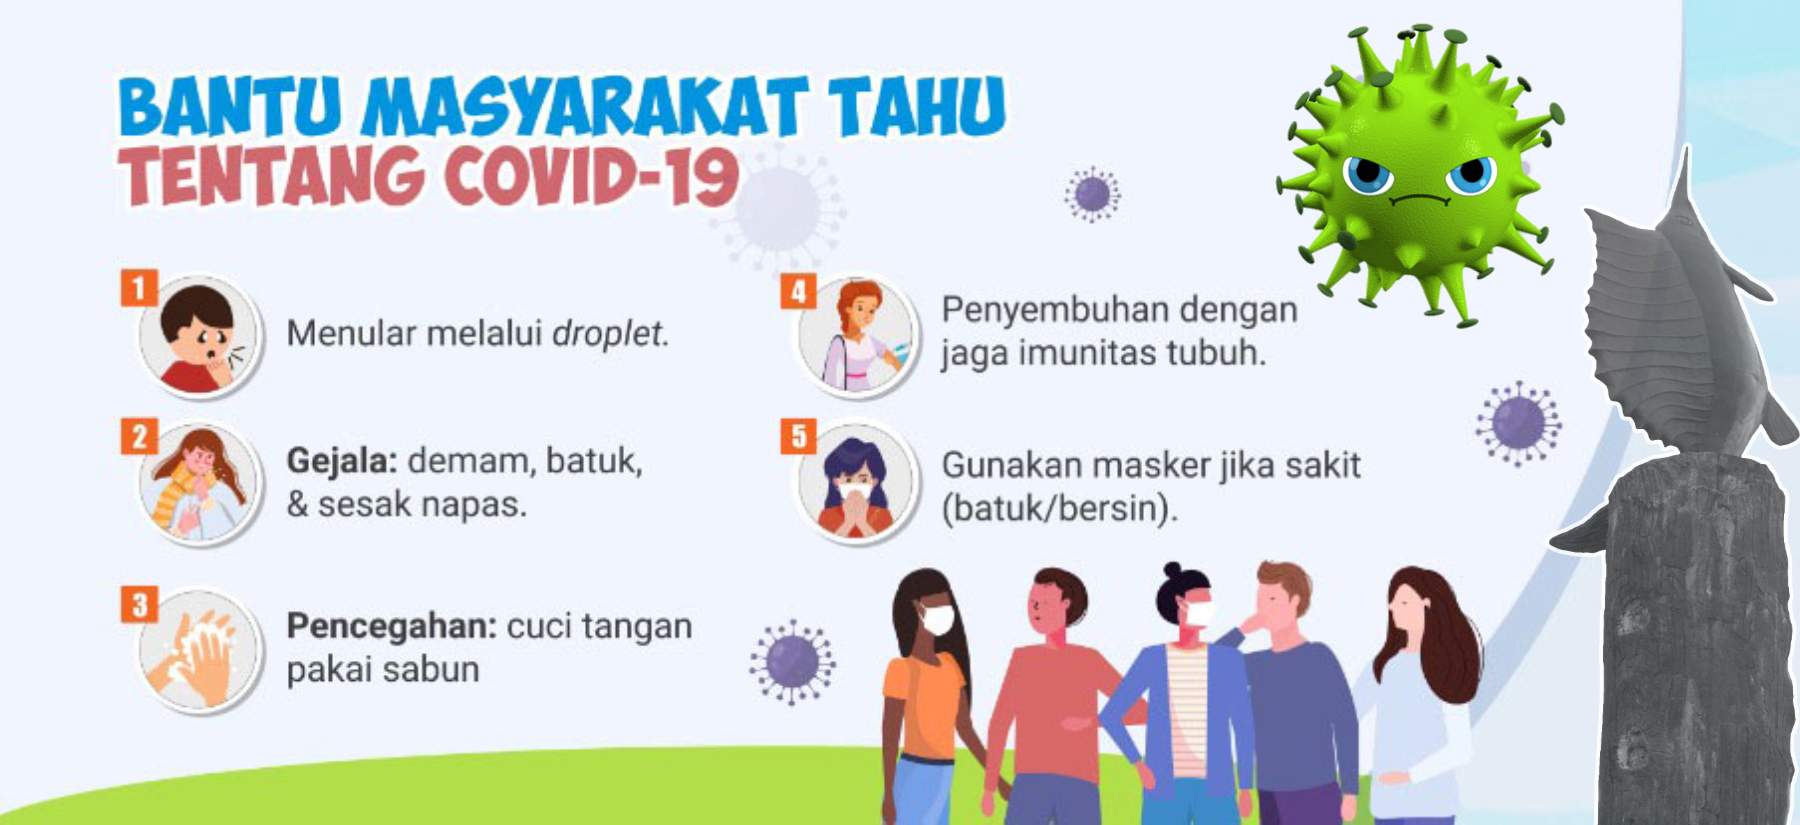 BANTU MASYARAKAT TAHU
TENTANG COVID-19
1
Menular melalui droplet.
2
Gejala: demam, batuk,
& sesak napas.
3
Pencegahan: cuci tangan
pakai sabun
4
Penyembuhan dengan
jaga imunitas tubuh.
5
Gunakan masker jika sakit
(batuk/bersin).